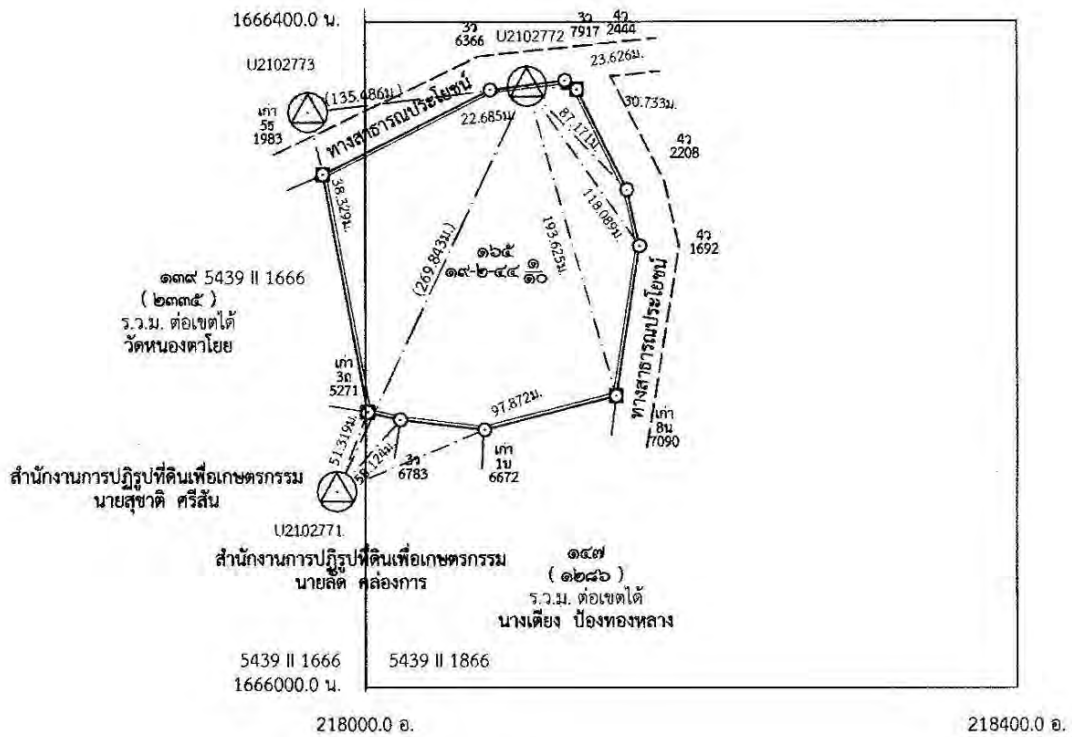 1666400.0 น.
3ว
6366
U2102772
3ว
7917
4ว
2444
23.626ม.
U2102773
(135.486ม.)
เก่า
5ธ
1983
ทางสาธารณประโยชน์
22.685ม.
87.171ม.
30.733ม.
4ว
2208
38.329ม.
118.089ม.
193.625ม.
(269.843ม.)
4ว
1692
๑๖๕
๑๙-๒-๔๔ ๑/๑๐
๑๓๙ 5439 II 1666
( ๒๓๓๕ )
ร.ว.ม. ต่อเขตได้
วัดหนองตาโยย
ทางสาธารณประโยชน์
เก่า
3ถ
5271
97.872ม.
51.319ม.
58.124ม.
3ว
6783
เก่า
1บ
6672
เก่า
8น
7090
สำนักงานการปฏิรูปที่ดินเพื่อเกษตรกรรม
นายสุชาติ ศรีสัน
U2102771
สำนักงานการปฏิรูปที่ดินเพื่อเกษตรกรรม
นายลัด คล่องการ
๑๔๗
( ๑๒๘๖ )
ร.ว.ม. ต่อเขตได้
นางเตียง ป้องทองหลาง
5439 II 1666 5439 II 1866
1666000.0 น.
218000.0 อ. 218400.0 อ.